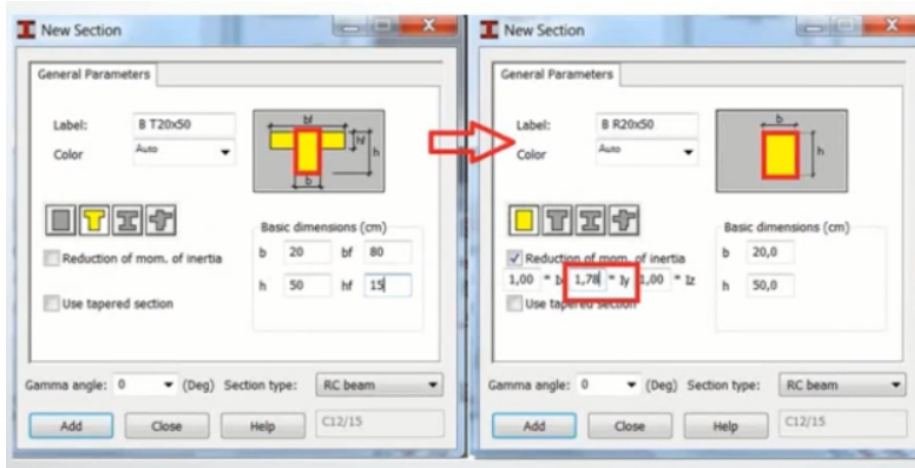 New Section
General Parameters
Label: B T20x50
Color Auto
bf
hf
h
b
Basic dimensions (cm)
Reduction of mom. of inertia
b 20 bf 80
h 50 hf 15
Use tapered section
Gamma angle: 0 (Deg) Section type: RC beam
Add Close Help C12/15
New Section
General Parameters
Label: B R20x50
Color Auto
b
h
Basic dimensions (cm)
Reduction of mom. of inertia
b 20,0
1,00 * 1,78 * Iy 1,00 * Iz
h 50,0
Use tapered section
Gamma angle: 0 (Deg) Section type: RC beam
Add Close Help C12/15